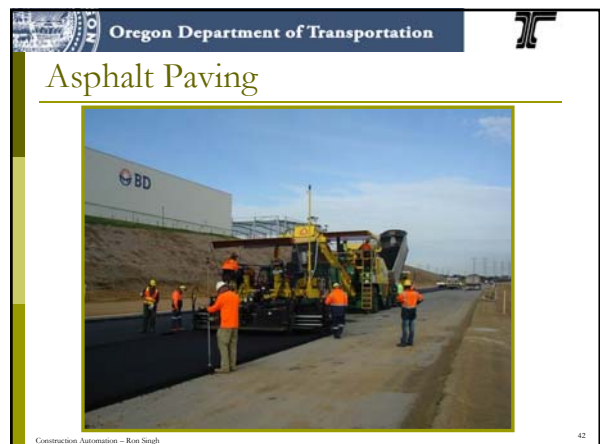 Oregon Department of Transportation
Asphalt Paving
BD
Construction Automation – Ron Singh
42